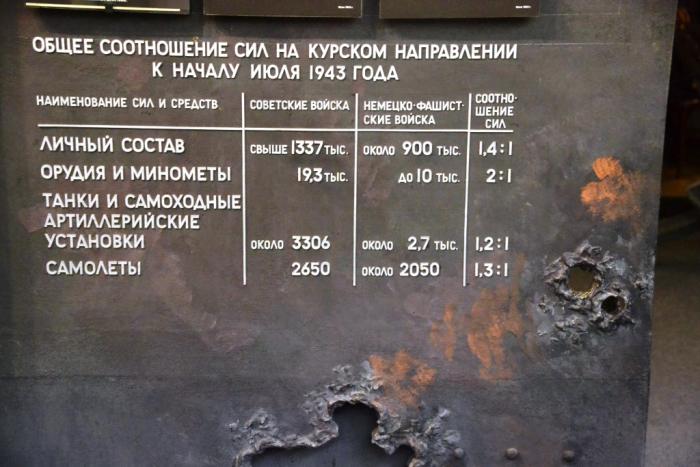 ОБЩЕЕ СООТНОШЕНИЕ СИЛ НА КУРСКОМ НАПРАВЛЕНИИ
К НАЧАЛУ ИЮЛЯ 1943 ГОДА
НАИМЕНОВАНИЕ СИЛ И СРЕДСТВ СОВЕТСКИЕ ВОЙСКА НЕМЕЦКО-ФАШИСТ-
СКИЕ ВОЙСКА СООТНО-
ШЕНИЕ
СИЛ
ЛИЧНЫЙ СОСТАВ СВЫШЕ 1337 ТЫС. ОКОЛО 900 ТЫС. 1,4:1
ОРУДИЯ И МИНОМЕТЫ 19,3 ТЫС. ДО 10 ТЫС. 2:1
ТАНКИ И САМОХОДНЫЕ
АРТИЛЛЕРИЙСКИЕ
УСТАНОВКИ ОКОЛО 3306 ОКОЛО 2,7 ТЫС. 1,2:1
САМОЛЕТЫ 2650 ОКОЛО 2050 1,3:1